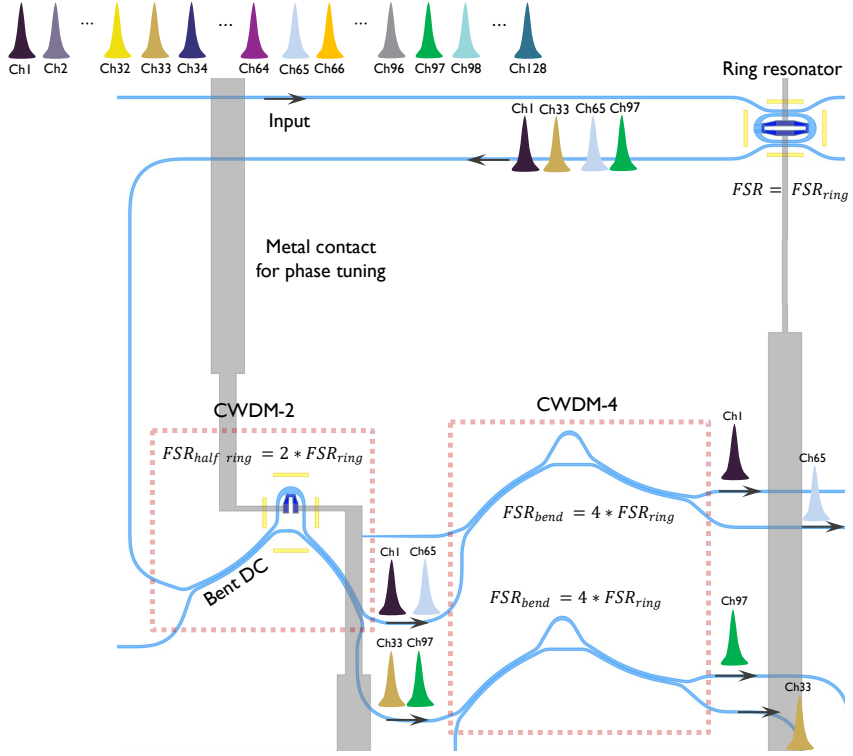 ... ... ... ...
Ch1 Ch2 Ch32 Ch33 Ch34 Ch64 Ch65 Ch66 Ch96 Ch97 Ch98 Ch128
Ring resonator
Input
Ch1 Ch33 Ch65 Ch97
FSR = FSR_ring
Metal contact
for phase tuning
CWDM-2
CWDM-4
FSR_half ring = 2 * FSR_ring
Ch1
Ch65
FSR_bend = 4 * FSR_ring
Bent DC
Ch1 Ch65
FSR_bend = 4 * FSR_ring
Ch33 Ch97
Ch97
Ch33